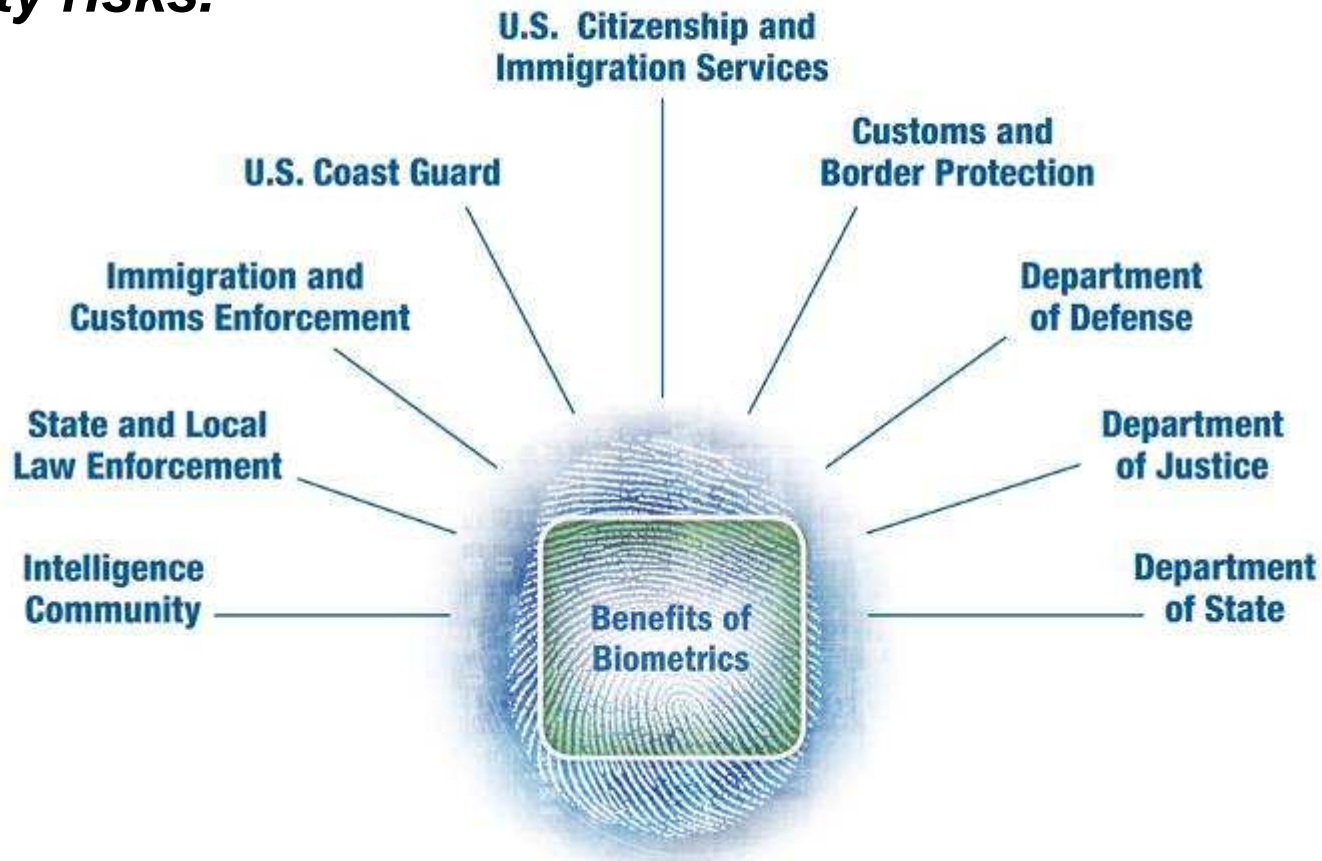 risks.
U.S. Citizenship and
Immigration Services
Customs and
Border Protection
U.S. Coast Guard
Immigration and
Customs Enforcement
Department
of Defense
State and Local
Law Enforcement
Department
of Justice
Intelligence
Community
Department
of State
Benefits of
Biometrics